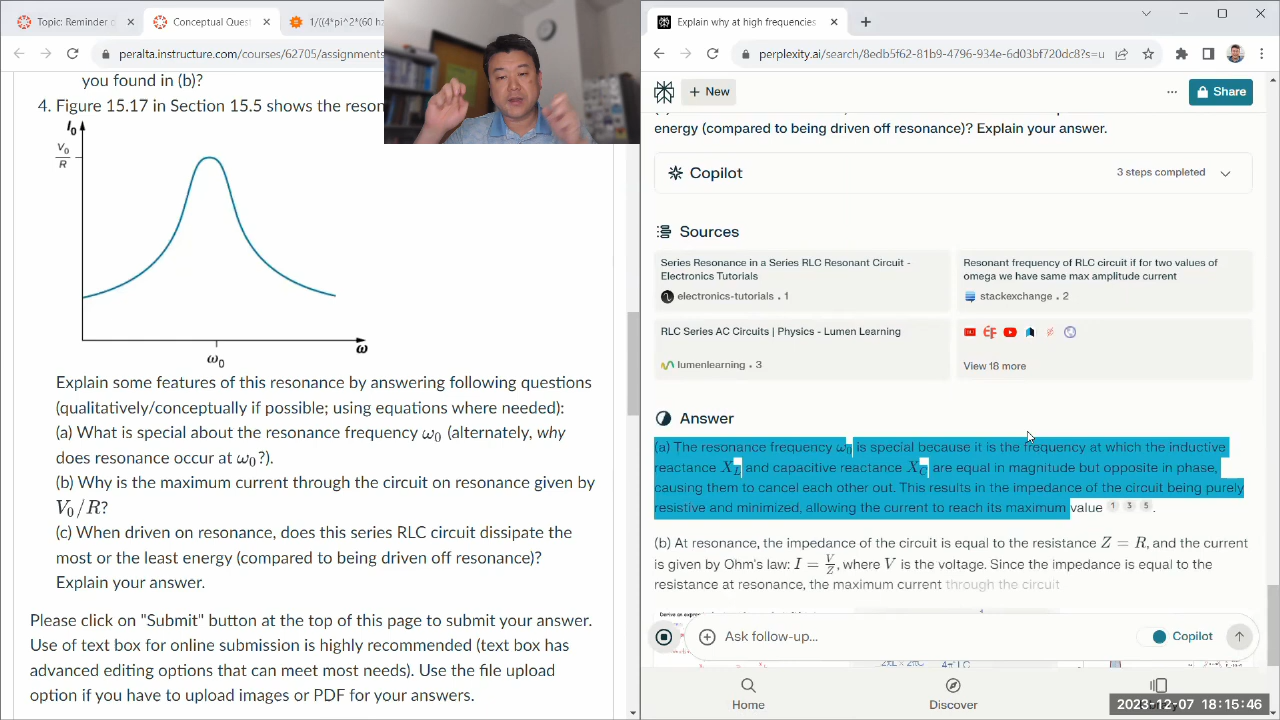 Topic: Reminder d
Conceptual Ques
1/((4*pi^2*(60 hz
peralta.instructure.com/courses/62705/assignments
you found in (b)?
4. Figure 15.17 in Section 15.5 shows the reson
I₀
V₀
R
ω
ω₀
Explain some features of this resonance by answering following questions
(qualitatively/conceptually if possible; using equations where needed):
(a) What is special about the resonance frequency ω₀ (alternately, why
does resonance occur at ω₀?).
(b) Why is the maximum current through the circuit on resonance given by
V₀/R?
(c) When driven on resonance, does this series RLC circuit dissipate the
most or the least energy (compared to being driven off resonance)?
Explain your answer.
Please click on "Submit" button at the top of this page to submit your answer.
Use of text box for online submission is highly recommended (text box has
advanced editing options that can meet most needs). Use the file upload
option if you have to upload images or PDF for your answers.
Explain why at high frequencies
perplexity.ai/search/8edb5f62-81b9-4796-934e-6d03bf720dc8?s=u
New
Share
energy (compared to being driven off resonance)? Explain your answer.
Copilot
3 steps completed
Sources
Series Resonance in a Series RLC Resonant Circuit -
Electronics Tutorials
electronics-tutorials . 1
Resonant frequency of RLC circuit if for two values of
omega we have same max amplitude current
stackexchange . 2
RLC Series AC Circuits | Physics - Lumen Learning
lumenlearning . 3
View 18 more
Answer
(a) The resonance frequency ω₀ is special because it is the frequency at which the inductive
reactance X_L and capacitive reactance X_C are equal in magnitude but opposite in phase,
causing them to cancel each other out. This results in the impedance of the circuit being purely
resistive and minimized, allowing the current to reach its maximum value 1 3 5 .
(b) At resonance, the impedance of the circuit is equal to the resistance Z = R, and the current
is given by Ohm's law: I = V/Z, where V is the voltage. Since the impedance is equal to the
resistance at resonance, the maximum current through the circuit
Ask follow-up...
Copilot
Home
Discover
2023-12-07 18:15:46